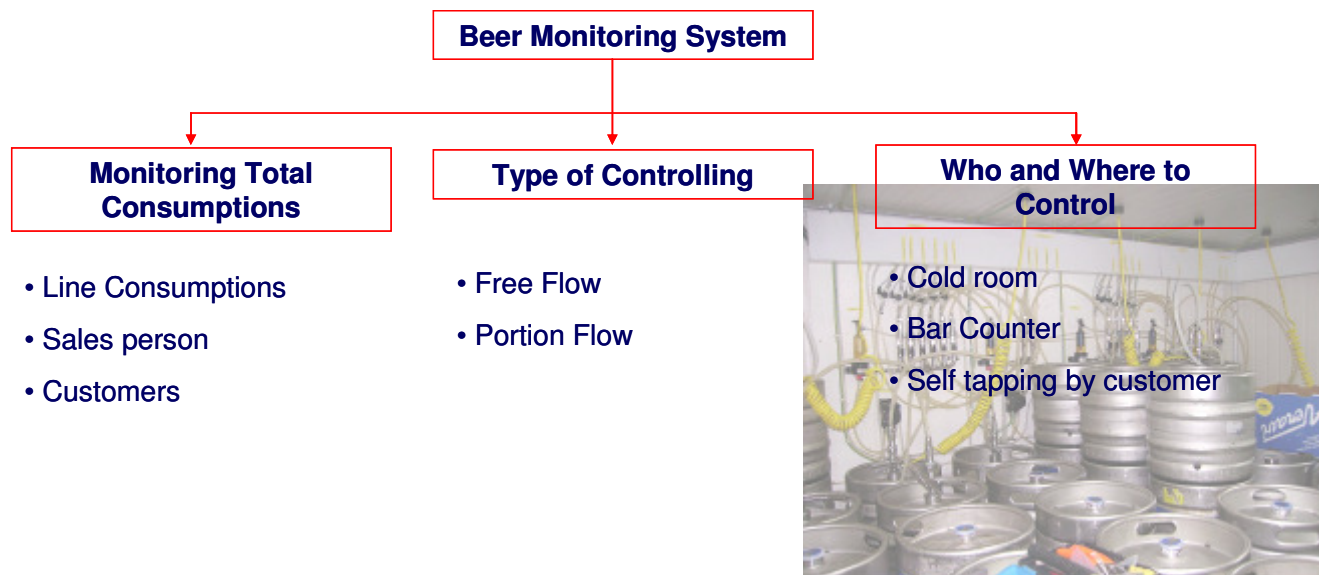 Beer Monitoring System
Monitoring Total
Consumptions
• Line Consumptions
• Sales person
• Customers
Type of Controlling
• Free Flow
• Portion Flow
Who and Where to
Control
• Cold room
• Bar Counter
• Self tapping by customer